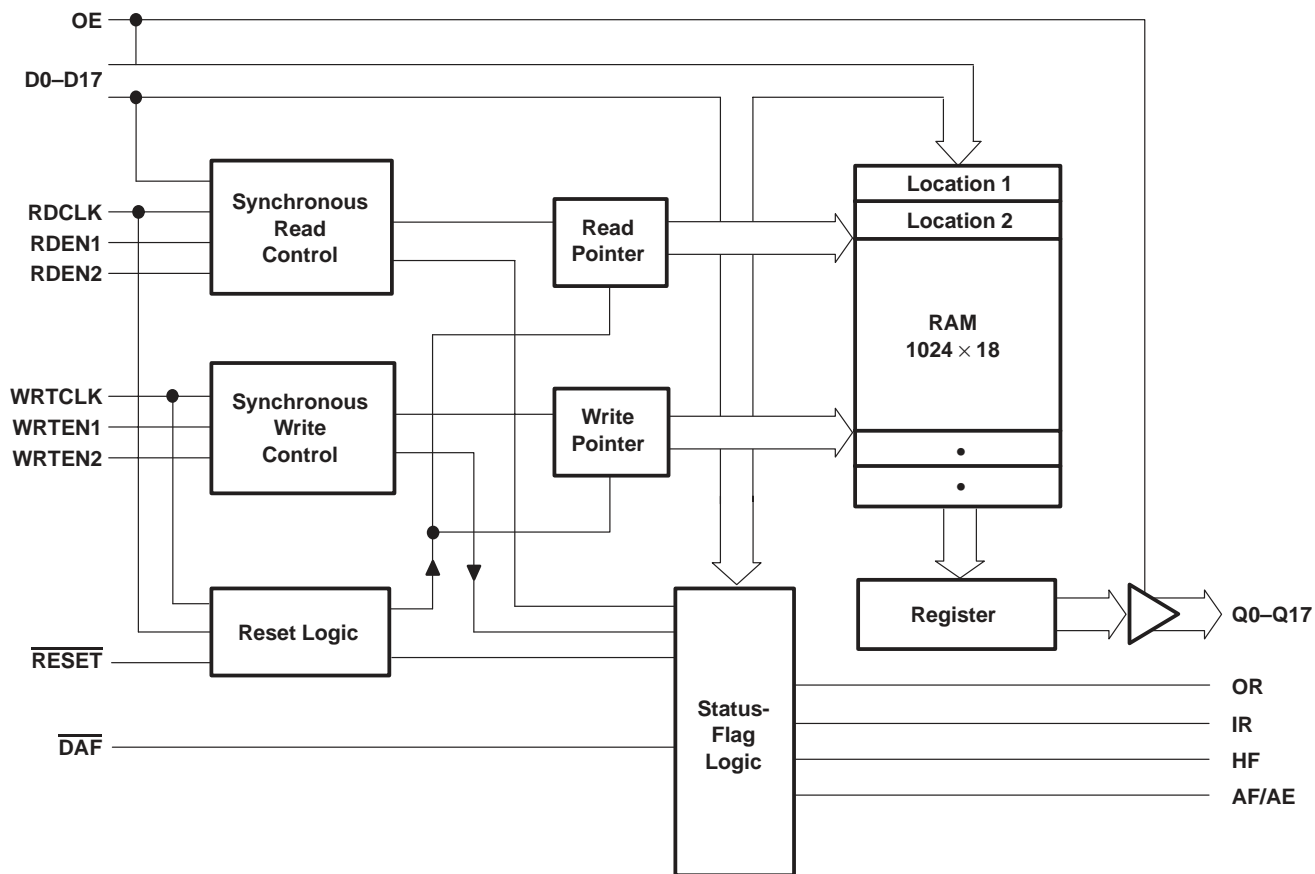 OE
D0–D17
RDCLK
RDEN1
RDEN2
Synchronous
Read
Control
Read
Pointer
Location 1
Location 2
RAM
1024 × 18
WRTCLK
WRTEN1
WRTEN2
Synchronous
Write
Control
Write
Pointer
Reset Logic
RESET
DAF
Status-
Flag
Logic
Register
Q0–Q17
OR
IR
HF
AF/AE